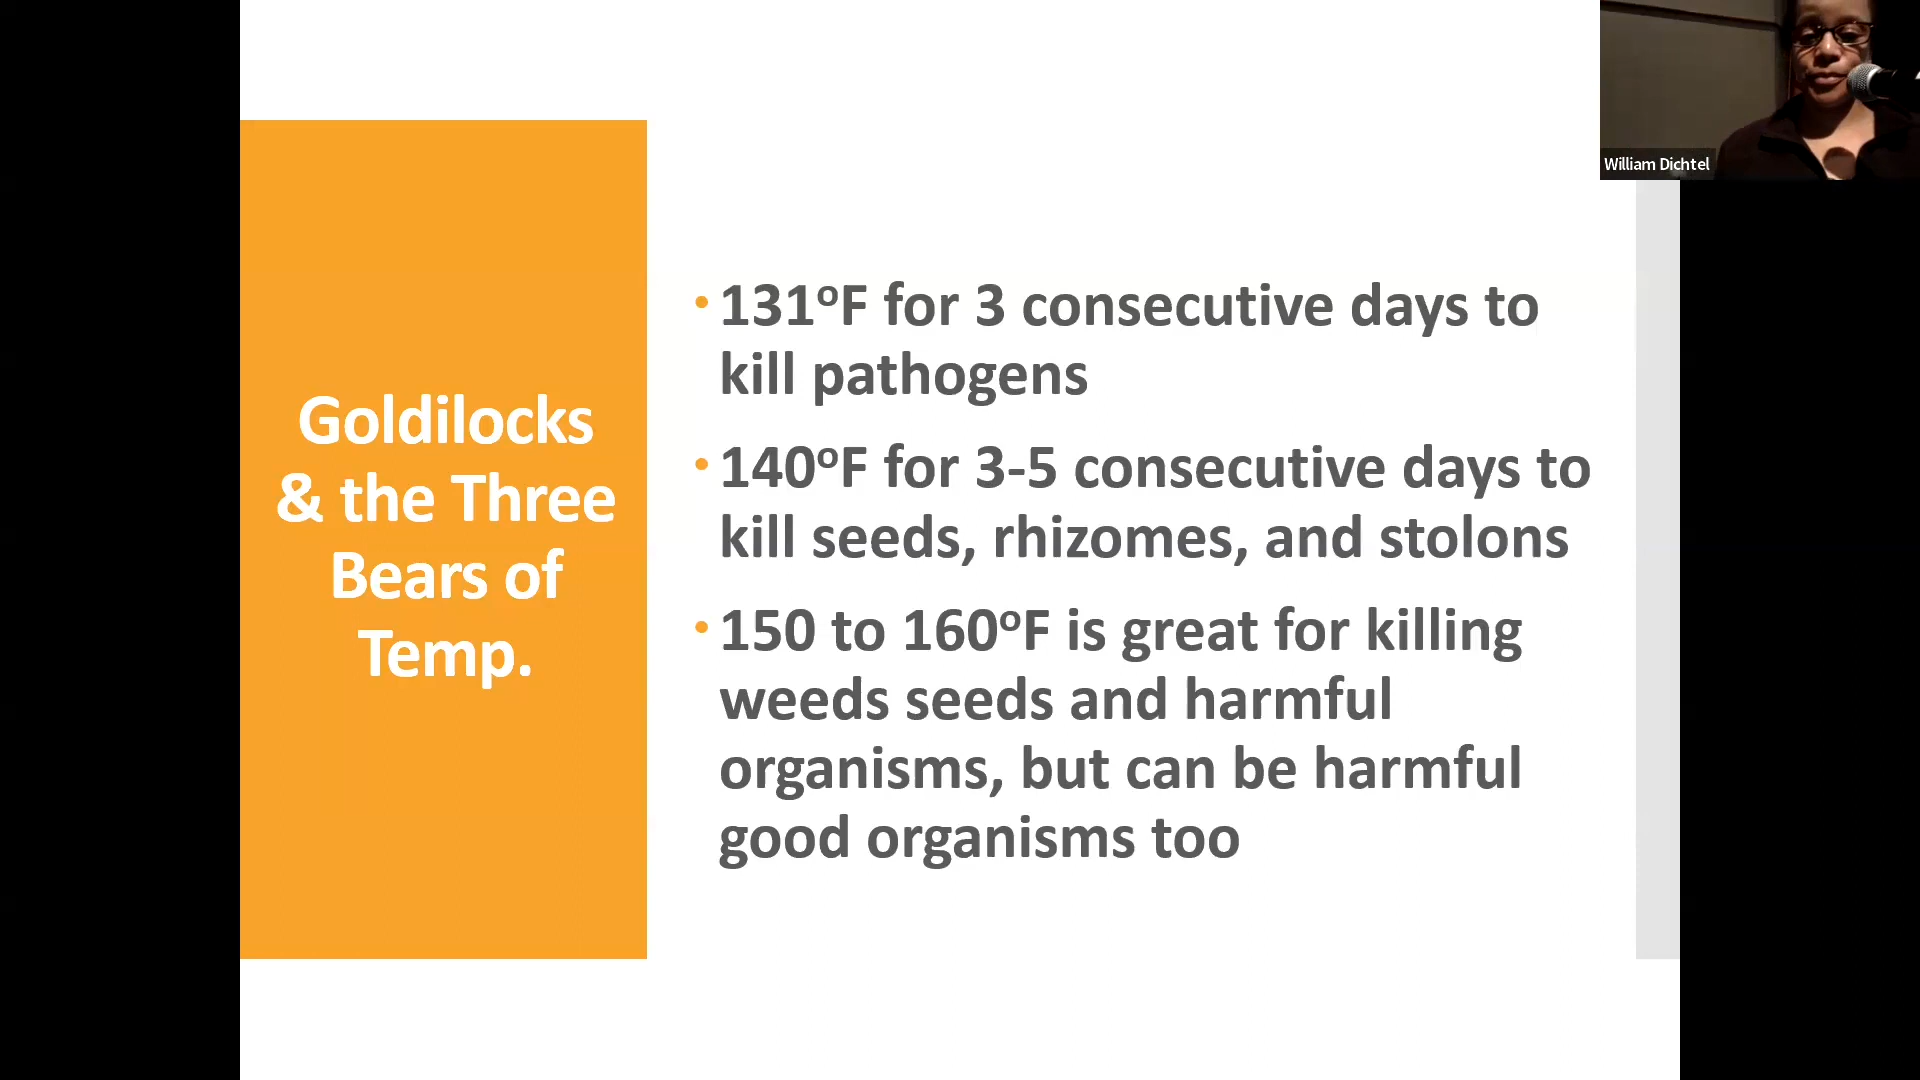 William Dichtel
Goldilocks
& the Three
Bears of
Temp.
• 131ºF for 3 consecutive days to
kill pathogens
• 140ºF for 3-5 consecutive days to
kill seeds, rhizomes, and stolons
• 150 to 160ºF is great for killing
weeds seeds and harmful
organisms, but can be harmful
good organisms too